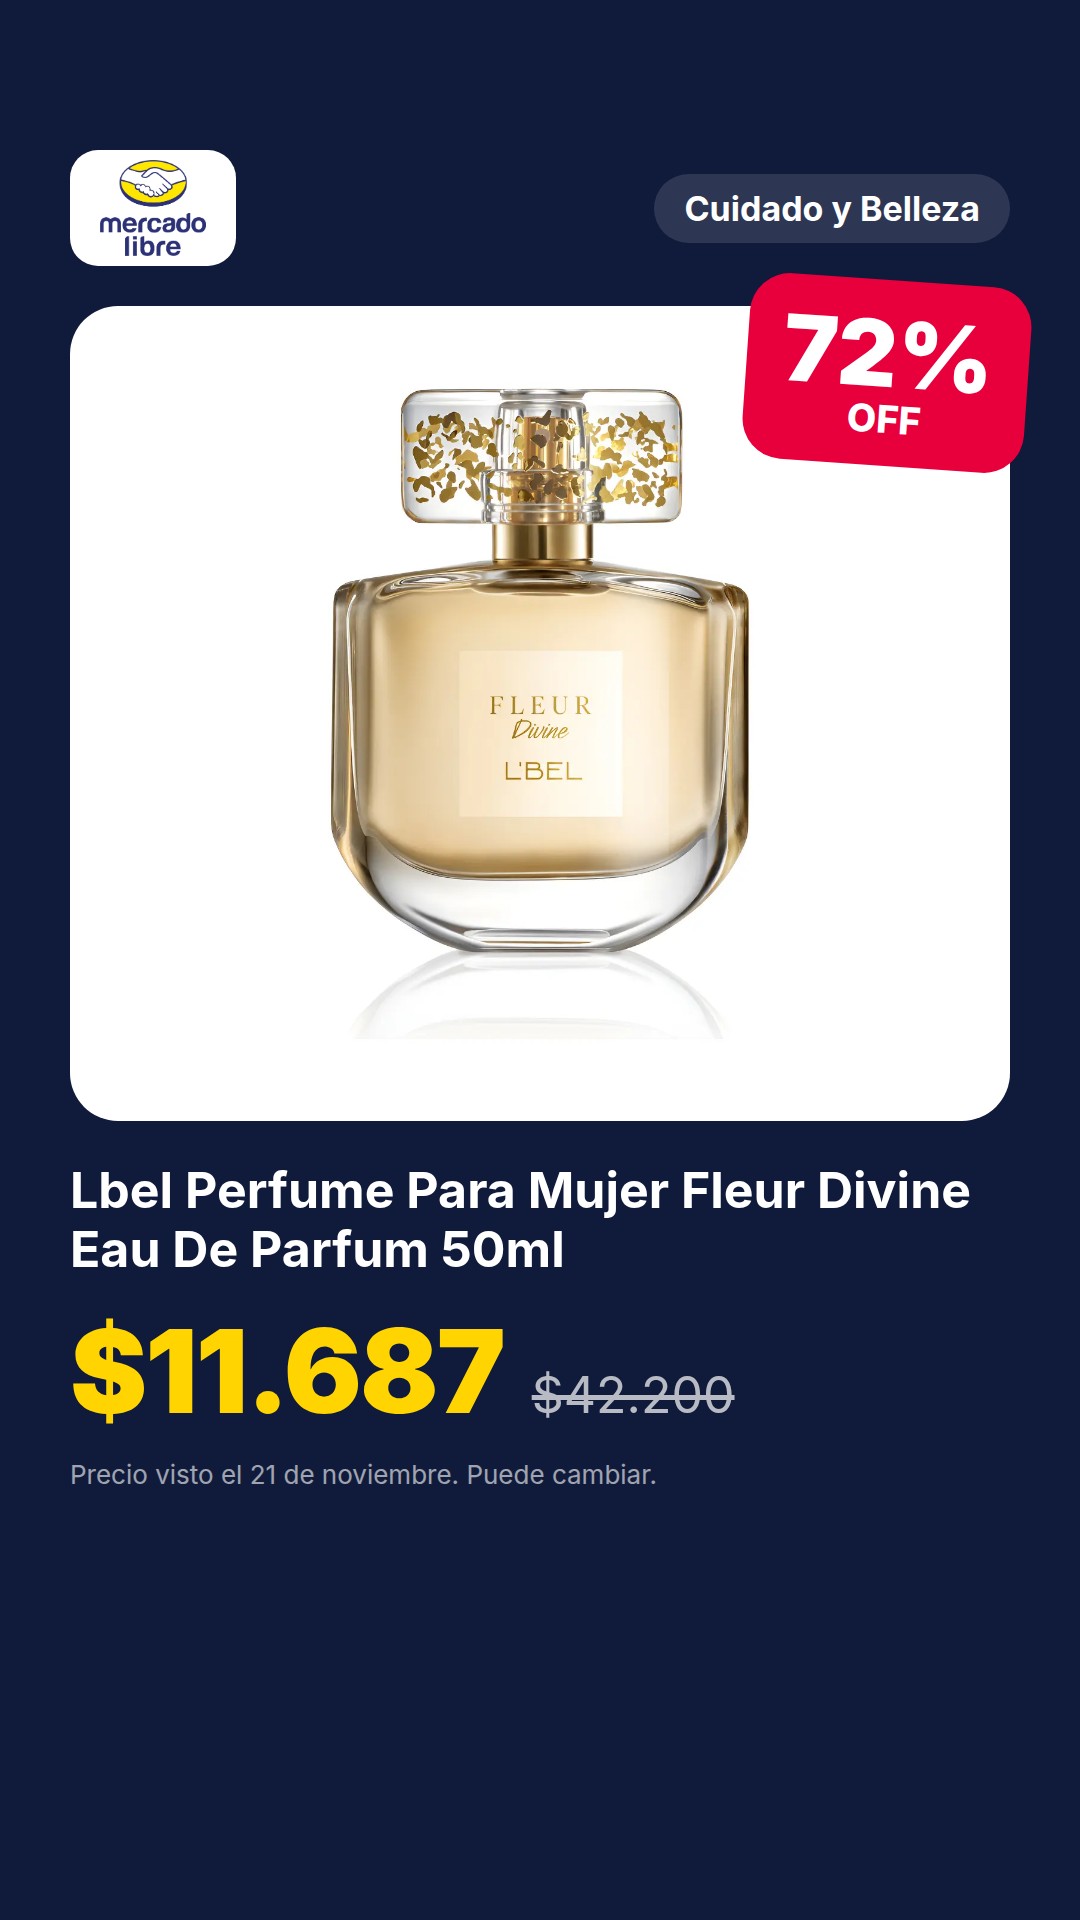 mercado
libre
Cuidado y Belleza
72%
OFF
FLEUR
Divine
L'BEL
Lbel Perfume Para Mujer Fleur Divine
Eau De Parfum 50ml
$11.687 $42.200
Precio visto el 21 de noviembre. Puede cambiar.